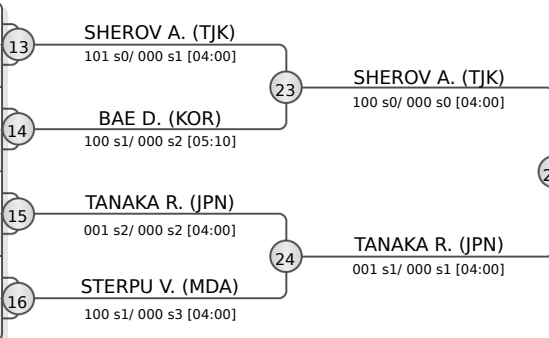 13
SHEROV A. (TJK)
101 s0/ 000 s1 [04:00]
23
SHEROV A. (TJK)
100 s0/ 000 s0 [04:00]
14
BAE D. (KOR)
100 s1/ 000 s2 [05:10]
15
TANAKA R. (JPN)
001 s2/ 000 s2 [04:00]
24
TANAKA R. (JPN)
001 s1/ 000 s1 [04:00]
16
STERPU V. (MDA)
100 s1/ 000 s3 [04:00]